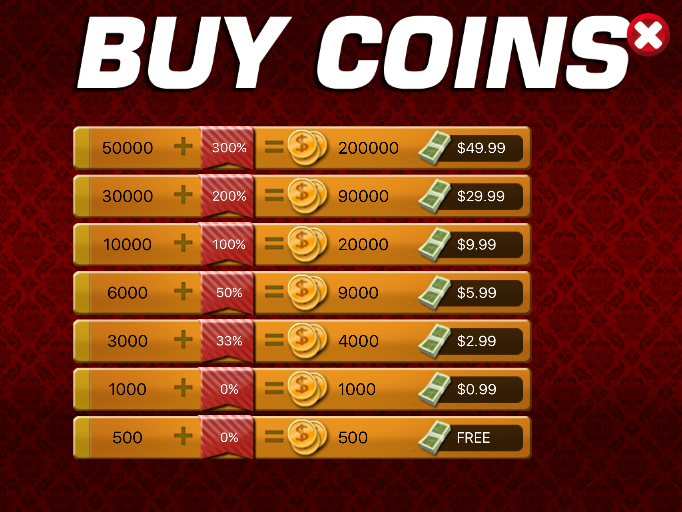 BUY COINS
50000 + 300% = 200000 $49.99
30000 + 200% = 90000 $29.99
10000 + 100% = 20000 $9.99
6000 + 50% = 9000 $5.99
3000 + 33% = 4000 $2.99
1000 + 0% = 1000 $0.99
500 + 0% = 500 FREE